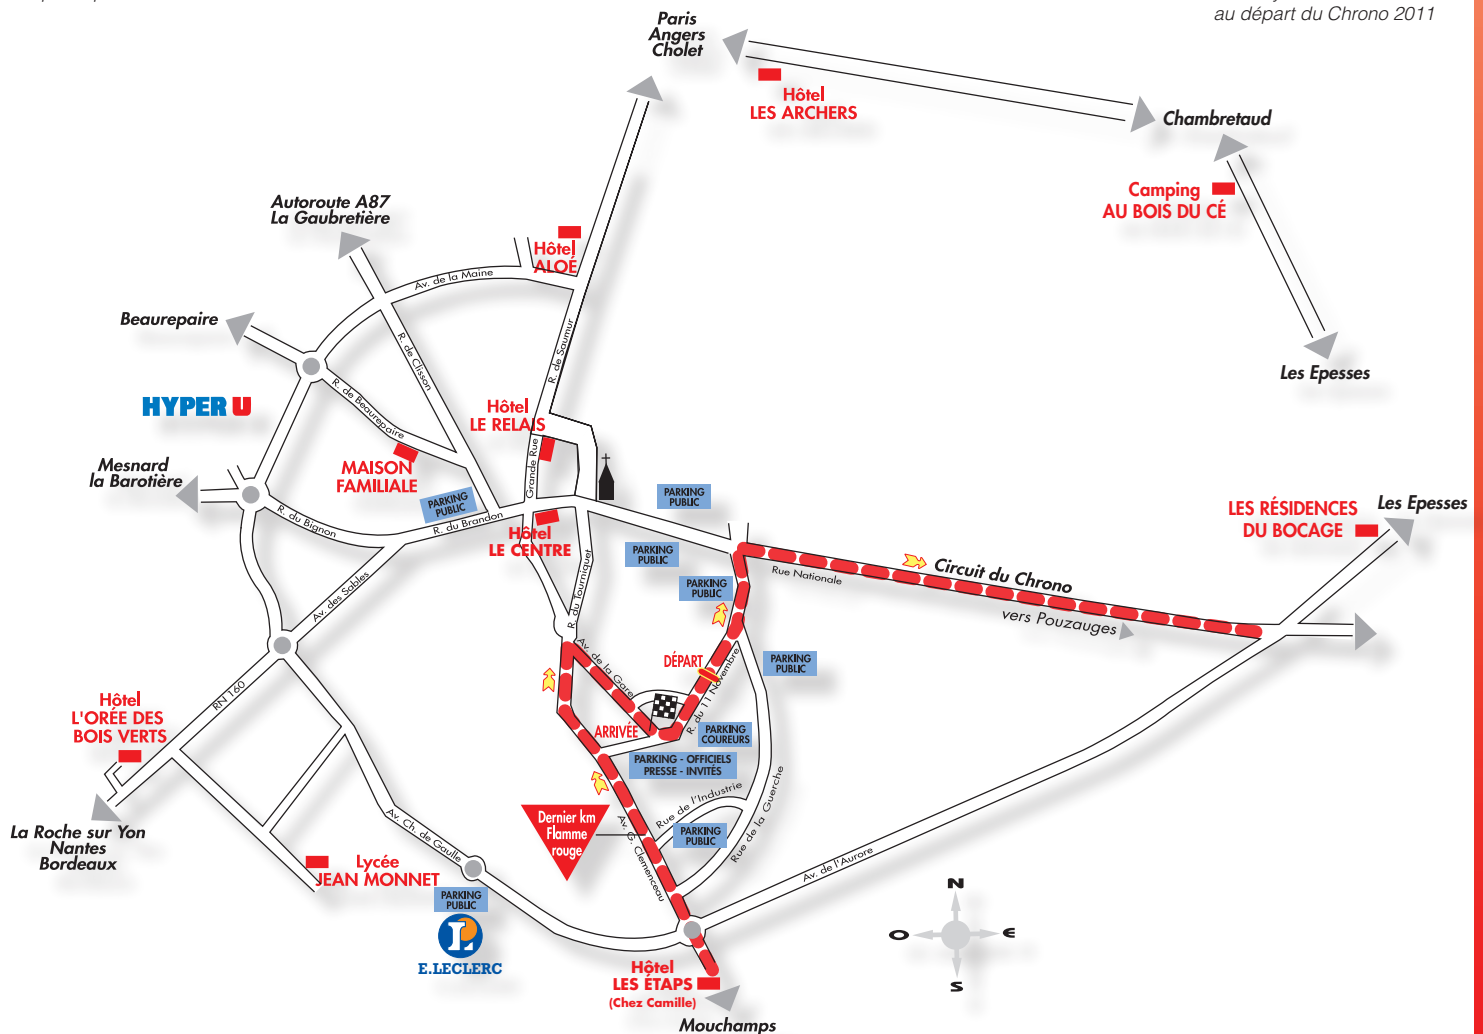 au départ du Chrono 2011
Paris
Angers
Cholet
Hôtel
LES ARCHERS
Chambretaud
Camping
AU BOIS DU CÉ
Les Epesses
Autoroute A87
La Gaubretière
Hôtel
ALOÉ
Av. de la Maine
Beaurepaire
R. de Clisson
R. de Saumur
HYPER U
R. de Beaurepaire
Hôtel
LE RELAIS
Grande Rue
Mesnard
la Barotière
MAISON
FAMILIALE
PARKING
PUBLIC
R. du Bignon
R. du Brandon
Hôtel
LE CENTRE
PARKING
PUBLIC
PARKING
PUBLIC
PARKING
PUBLIC
LES RÉSIDENCES
DU BOCAGE
Les Epesses
Rue Nationale
Circuit du Chrono
vers Pouzauges
Av. des Sables
R. du Tourniquet
Av. de la Gare
DÉPART
R. du 11 Novembre
PARKING
PUBLIC
RN 160
Hôtel
L'ORÉE DES
BOIS VERTS
ARRIVÉE
PARKING
COUREURS
PARKING - OFFICIELS
PRESSE - INVITÉS
La Roche sur Yon
Nantes
Bordeaux
Dernier km
Flamme
rouge
Rue de l'Industrie
PARKING
PUBLIC
Rue de la Guerche
Av. G. Clemenceau
Av. Ch. de Gaulle
Av. de l'Aurore
Lycée
JEAN MONNET
PARKING
PUBLIC
L
E.LECLERC
N
O
E
S
Hôtel
LES ÉTAPS
(Chez Camille)
Mouchamps